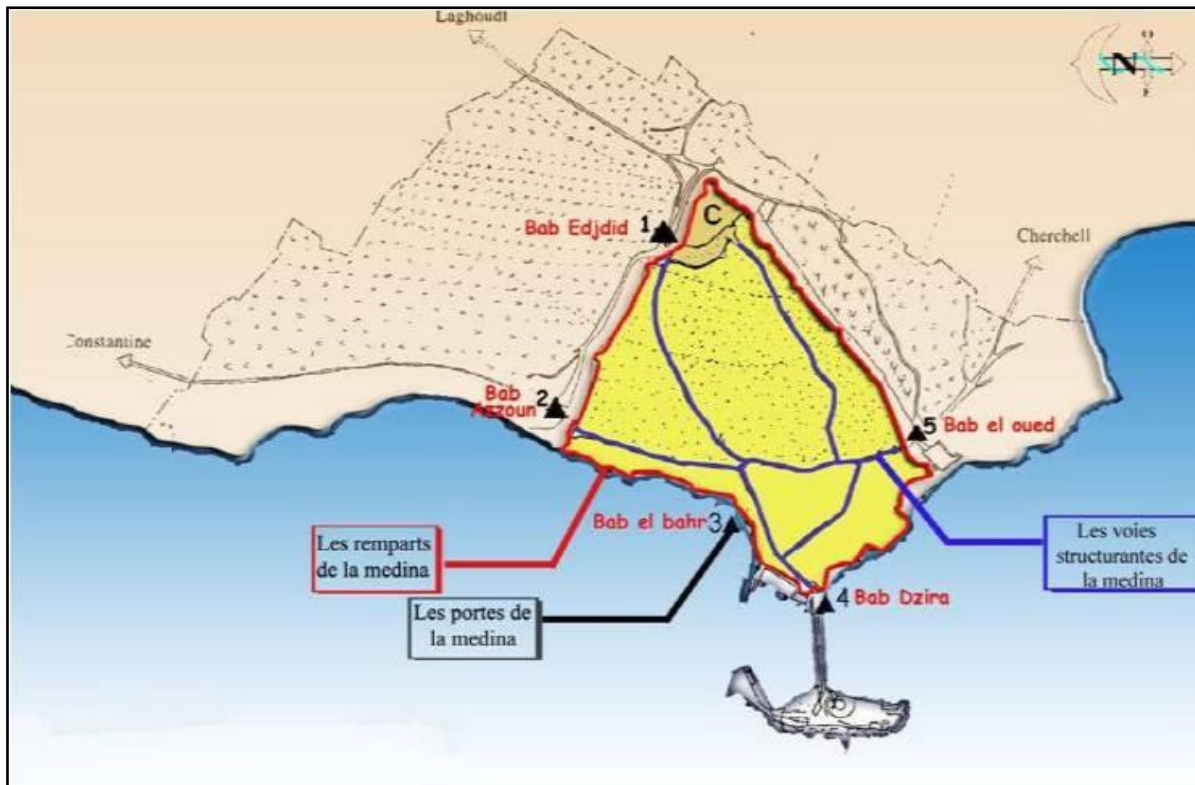 Laghoudt
O
N
E
C
Bab Edjdid
1
Cherchell
Constantine
Bab
Azzoun
2
5 Bab el oued
Bab el bahr 3
Les remparts
de la medina
Les voies
structurantes de
la medina
4 Bab Dzira
Les portes de
la medina